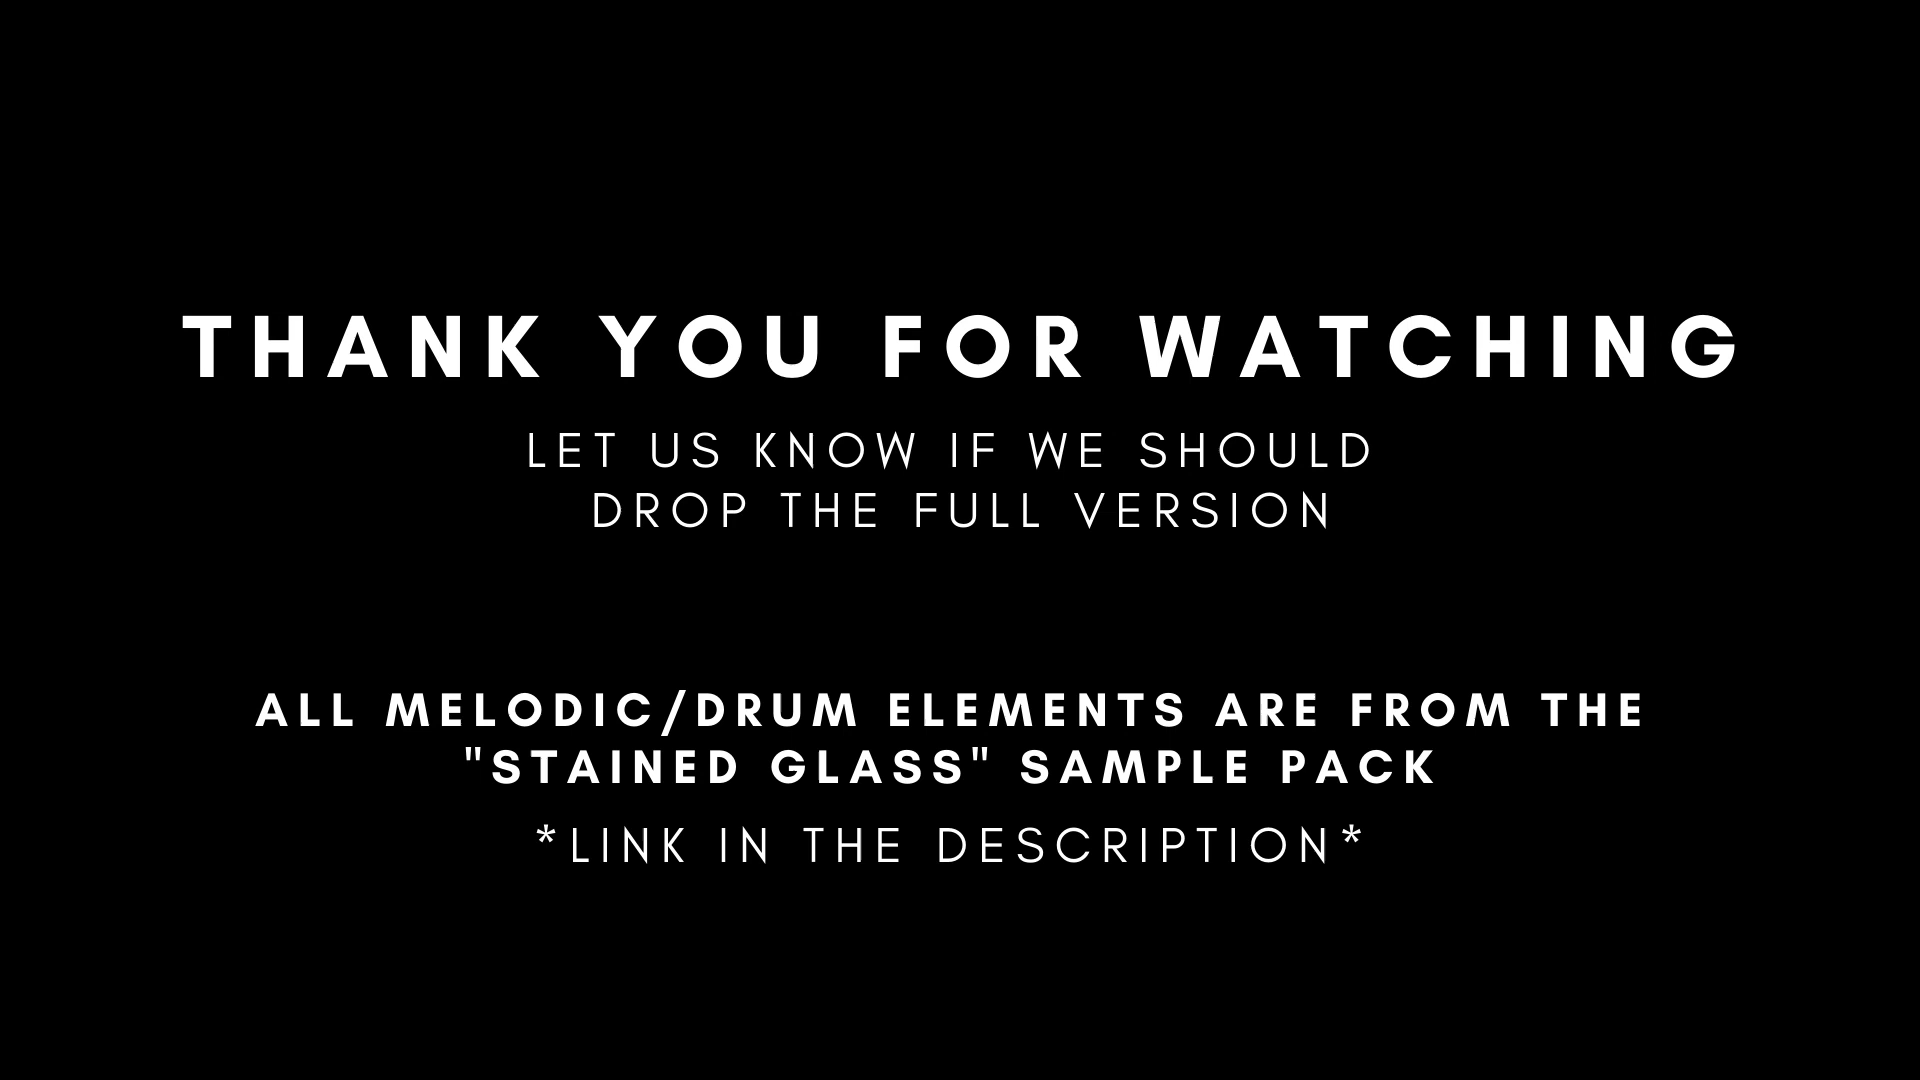 THANK YOU FOR WATCHING
LET US KNOW IF WE SHOULD
DROP THE FULL VERSION
ALL MELODIC/DRUM ELEMENTS ARE FROM THE
"STAINED GLASS" SAMPLE PACK
*LINK IN THE DESCRIPTION*